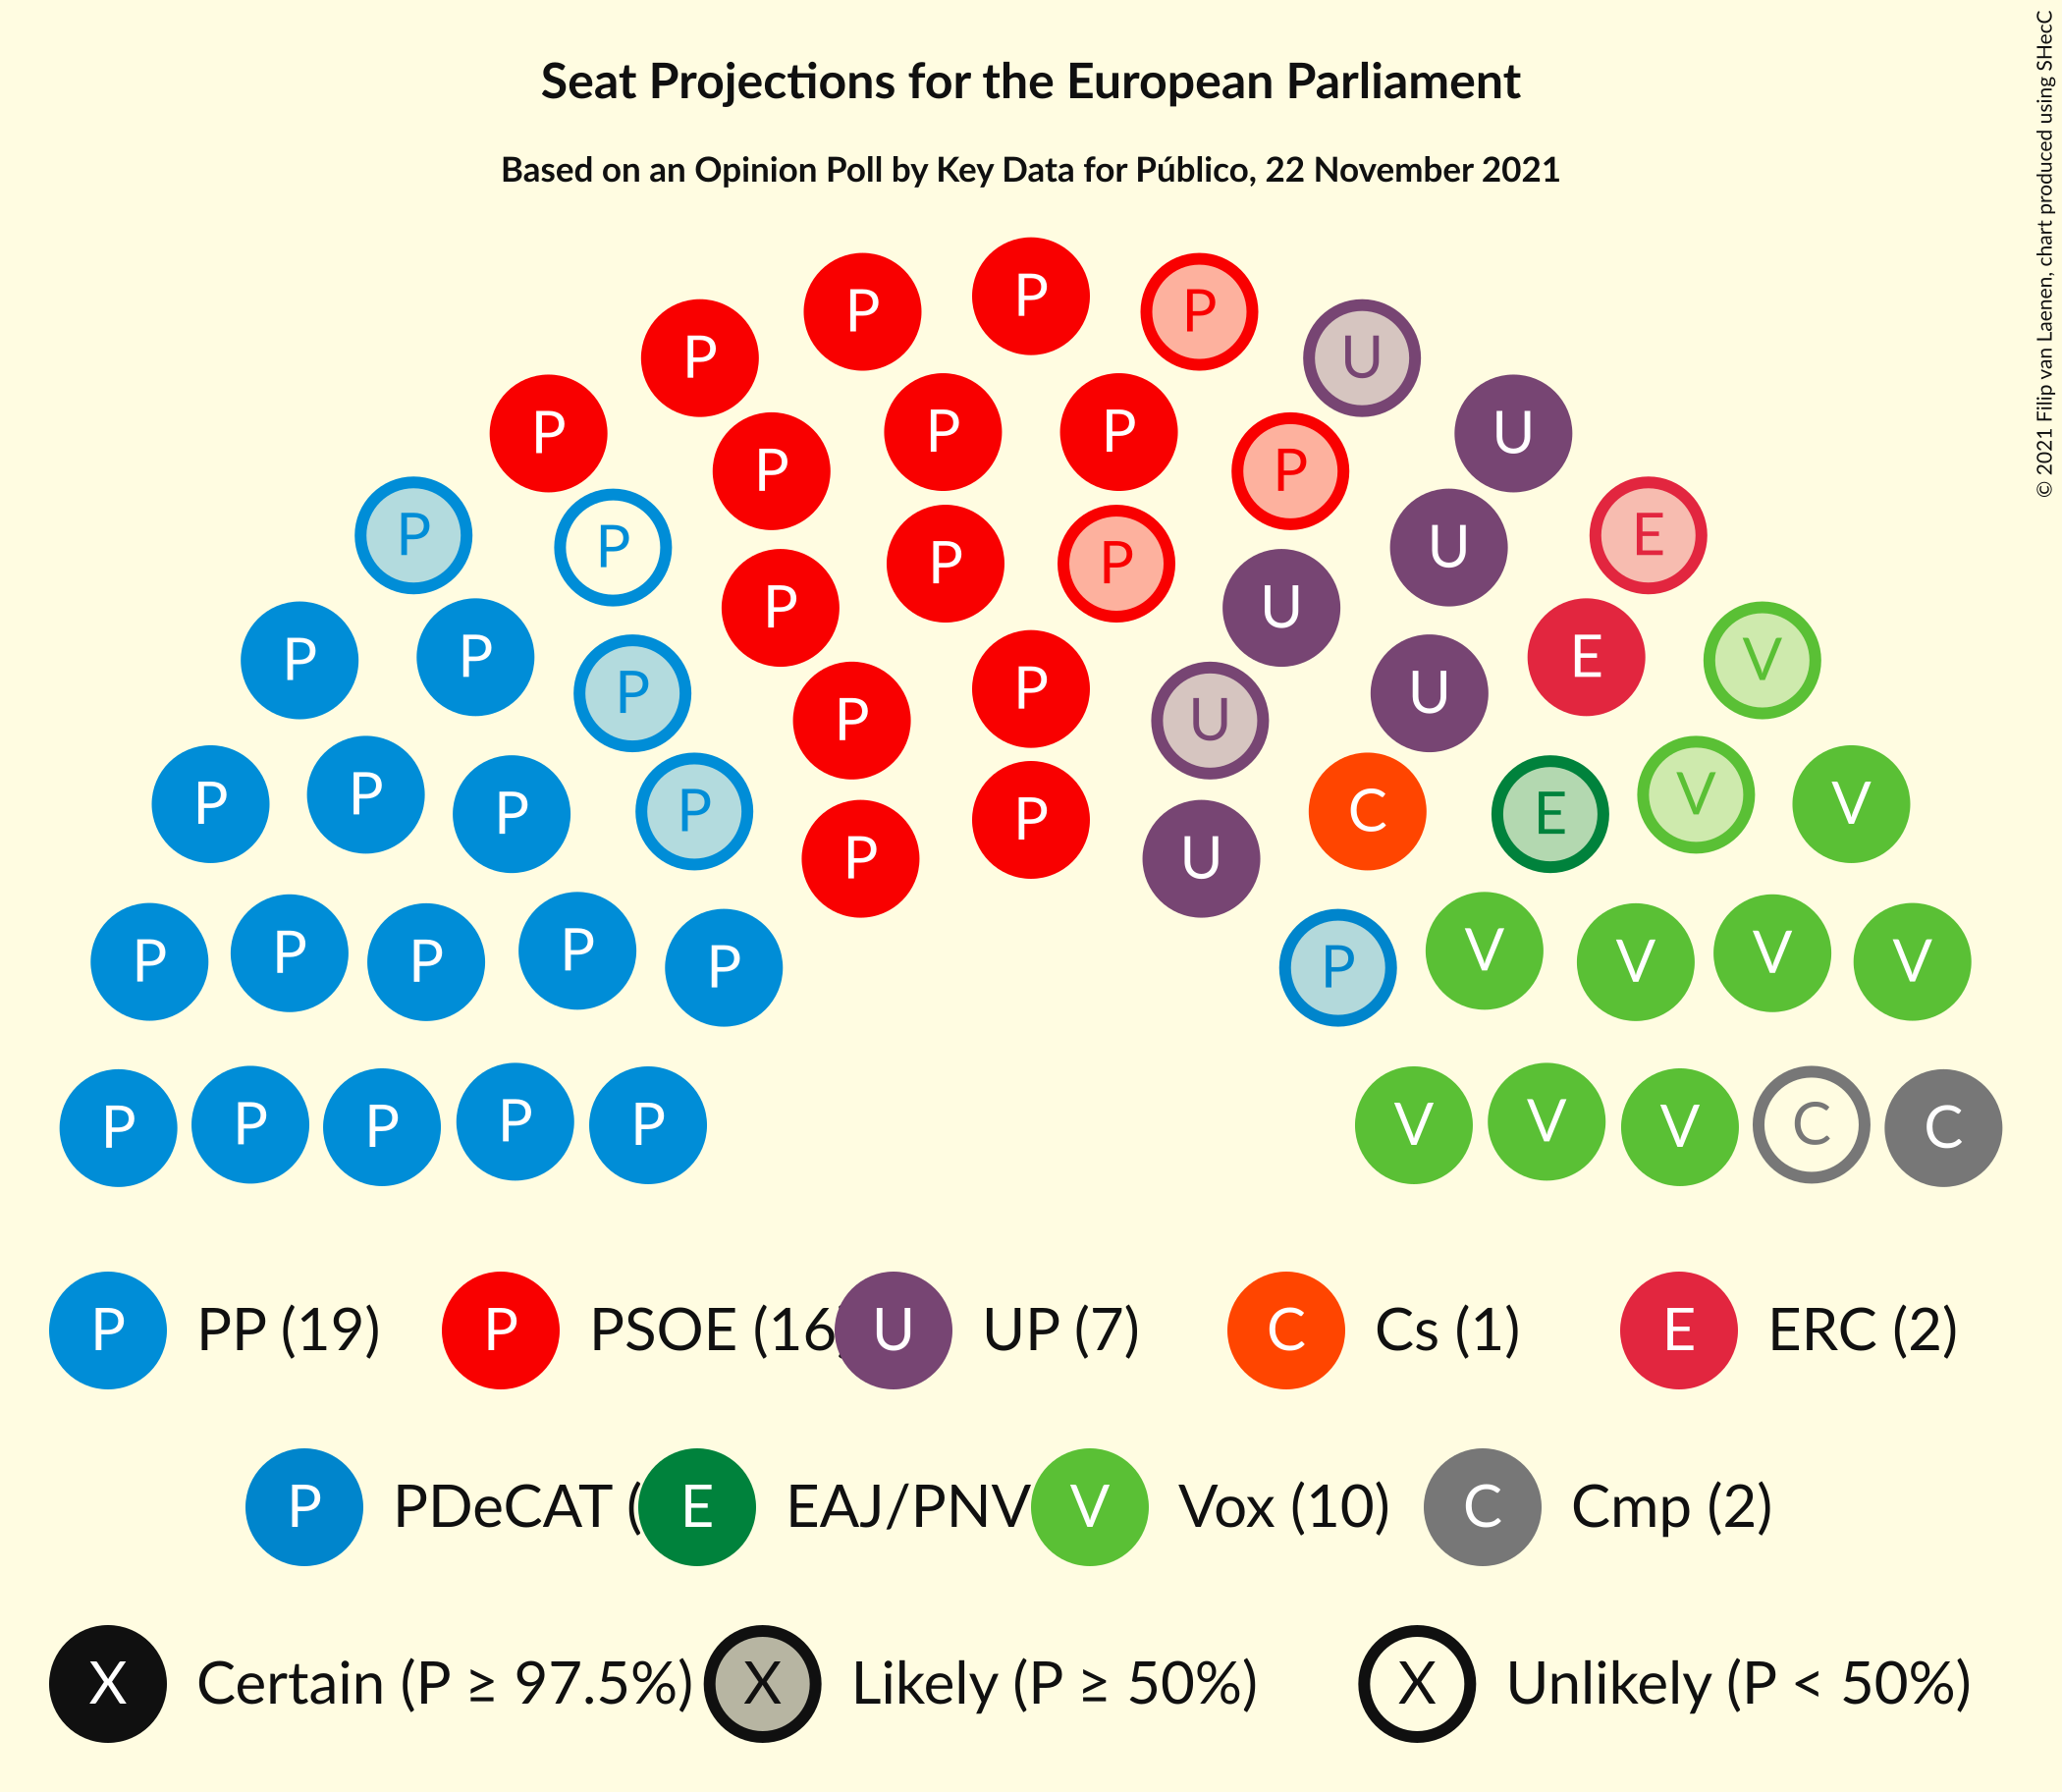 Seat Projections for the European Parliament
Based on an Opinion Poll by Key Data for Público, 22 November 2021
© 2021 Filip van Laenen, chart produced using SHecC
P
P P
P U
P P P U
P P
P E
P U
P P
P U
P P E V
P P U
P U
P P P P P C E V V
P U
P P P P P P V V V V
P P P P P V V V C C
P PP (19) P PSOE (16 U UP (7) C Cs (1) E ERC (2)
P PDeCAT ( E EAJ/PNV V Vox (10) C Cmp (2)
X Certain (P ≥ 97.5%) X Likely (P ≥ 50%) X Unlikely (P < 50%)